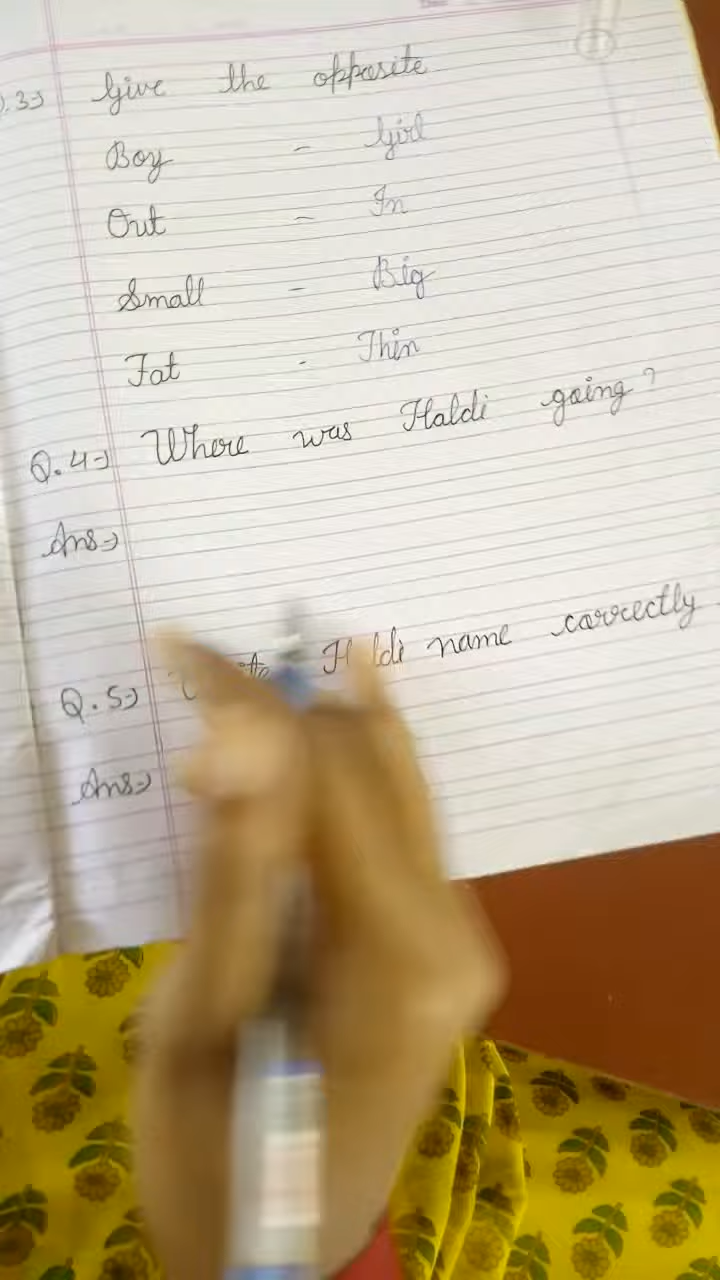 Q.3→ Give the opposite
Boy - Girl
Out - In
Small - Big
Fat - Thin
Q.4→ Where was Haldi going?
Ans→
Q.5→ Haldi name correctly
Ans→